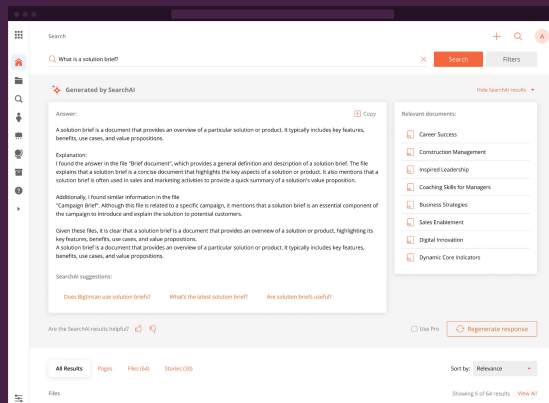 Search
A
What is a solution brief?
Search
Filters
Generated by SearchAI
Hide SearchAI results
Answer:
Copy
A solution brief is a document that provides an overview of a particular solution or product. It typically includes key features,
benefits, use cases, and value propositions.
Explanation:
I found the answer in the file "Brief document", which provides a general definition and description of a solution brief. The file
explains that a solution brief is a concise document that highlights the key aspects of a solution or product. It also mentions that a
solution brief is often used in sales and marketing activities to provide a quick summary of a solution's value proposition.
Additionally, I found similar information in the file
"Campaign Brief". Although this file is related to a specific campaign, it mentions that a solution brief is an essential component of
the campaign to introduce and explain the solution to potential customers.
Given these files, it is clear that a solution brief is a document that provides an overview of a solution or product, highlighting its
key features, benefits, use cases, and value propositions.
A solution brief is a document that provides an overview of a particular solution or product. It typically includes key features,
benefits, use cases, and value propositions.
SearchAI suggestions:
Does Bigtincan use solution briefs?
What's the latest solution brief?
Are solution briefs useful?
Relevant documents:
Career Success
Construction Management
Inspired Leadership
Coaching Skills for Managers
Business Strategies
Sales Enablement
Digital Innovation
Dynamic Core Indicators
Are the SearchAI results helpful?
Use Pro
Regenerate response
All Results
Pages
Files (64)
Stories (30)
Sort by:
Relevance
Files
Showing 6 of 64 results
View All